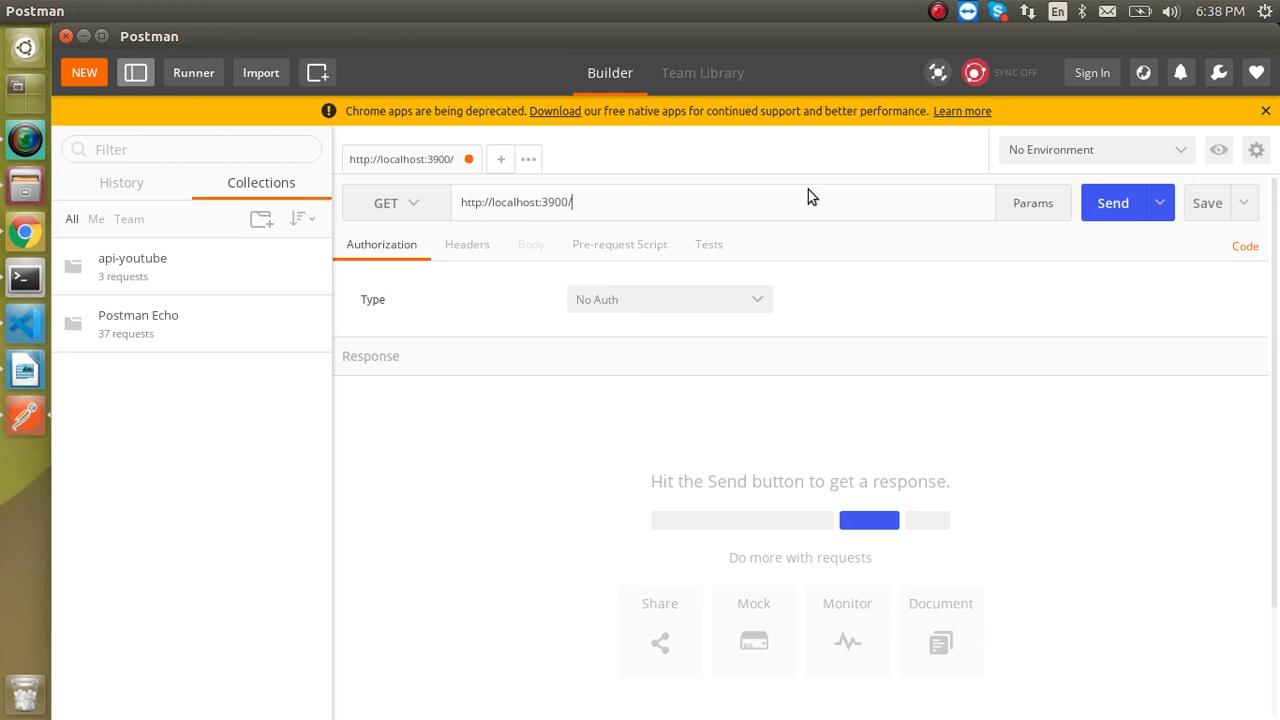 Postman
En
6:38 PM
Postman
NEW
Runner
Import
Builder
Team Library
SYNC OFF
Sign In
Chrome apps are being deprecated. Download our free native apps for continued support and better performance. Learn more
Filter
History
Collections
All Me Team
api-youtube
3 requests
Postman Echo
37 requests
http://localhost:3900/
No Environment
GET
http://localhost:3900/
Params
Send
Save
Authorization
Headers
Body
Pre-request Script
Tests
Code
Type
No Auth
Response
Hit the Send button to get a response.
Do more with requests
Share
Mock
Monitor
Document